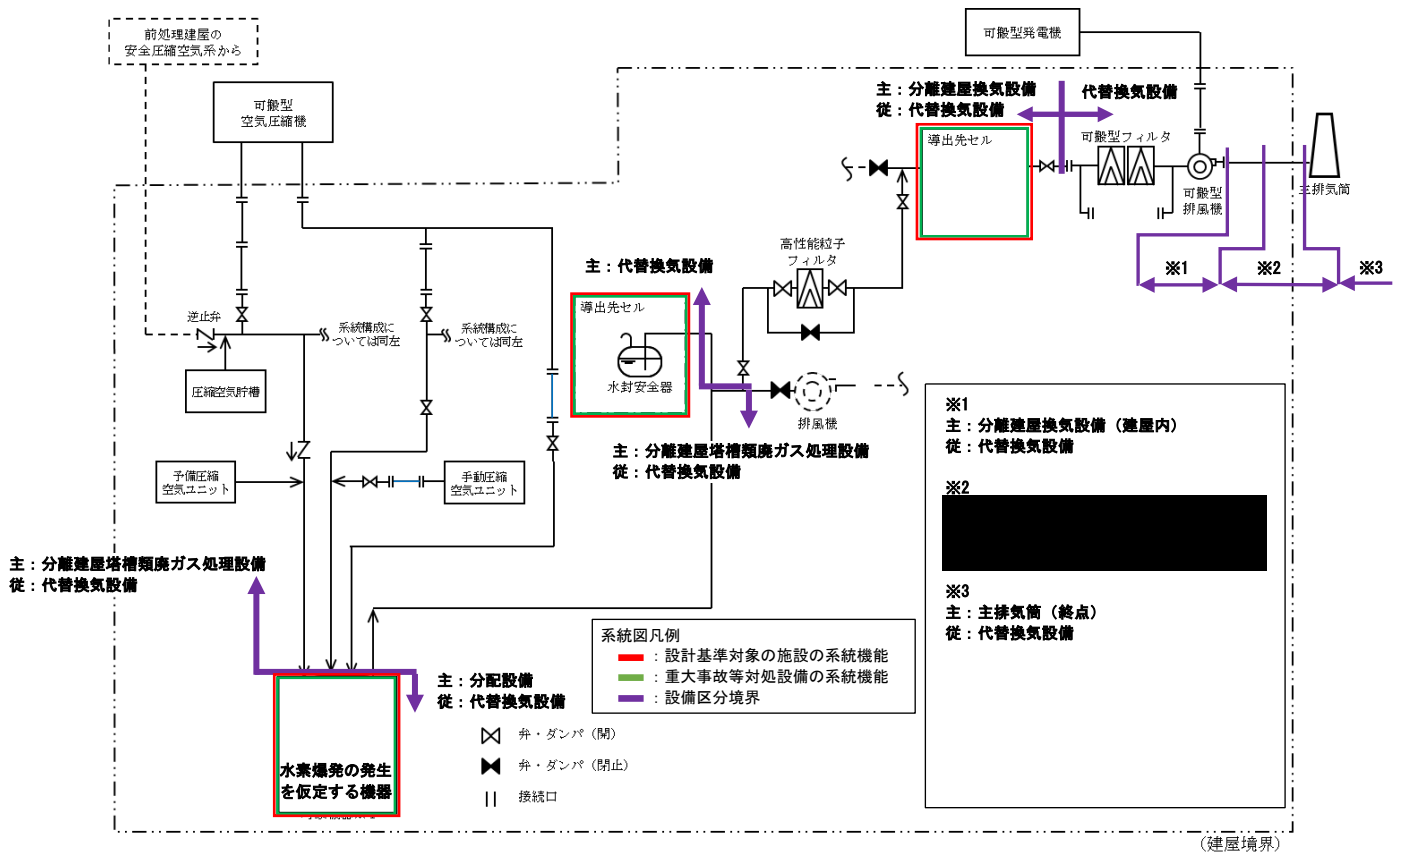 前処理建屋の
安全圧縮空気系から
可搬型
空気圧縮機
可搬型発電機
主：分離建屋換気設備
従：代替換気設備
代替換気設備
導出先セル
可搬型フィルタ
可搬型
排風機
主排気筒
※1
※2
※3
高性能粒子
フィルタ
主：代替換気設備
導出先セル
水封安全器
排風機
逆止弁
系統構成に
ついては同左
系統構成に
ついては同左
圧縮空気貯槽
主：分離建屋塔槽類廃ガス処理設備
従：代替換気設備
予備圧縮
空気ユニット
手動圧縮
空気ユニット
主：分離建屋塔槽類廃ガス処理設備
従：代替換気設備
主：分配設備
従：代替換気設備
水素爆発の発生
を仮定する機器
系統図凡例
：設計基準対象の施設の系統機能
：重大事故等対処設備の系統機能
：設備区分境界
弁・ダンパ（開）
弁・ダンパ（閉止）
接続口
※1
主：分離建屋換気設備（建屋内）
従：代替換気設備
※2
※3
主：主排気筒（終点）
従：代替換気設備
（建屋境界）